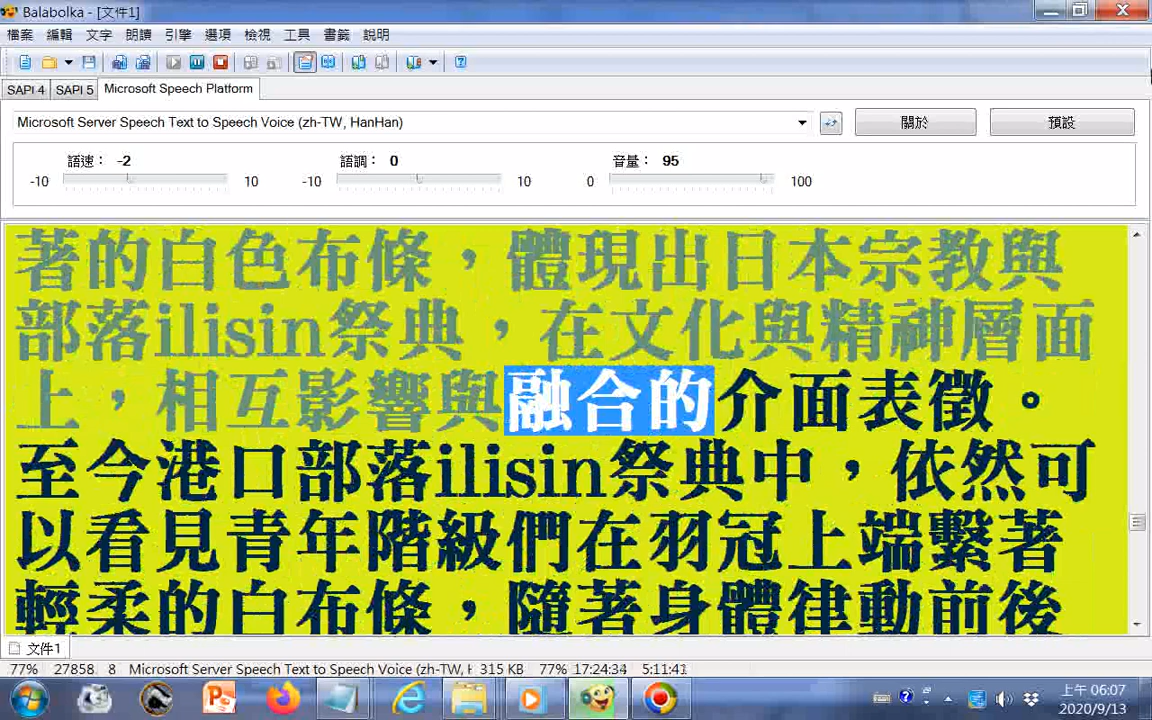 Balabolka - [文件1]
檔案 編輯 文字 朗讀 引擎 選項 檢視 工具 書籤 說明
SAPI 4 SAPI 5 Microsoft Speech Platform
Microsoft Server Speech Text to Speech Voice (zh-TW, HanHan) 關於 預設
語速： -2 語調： 0 音量： 95
-10 10 -10 10 0 100
著的白色布條，體現出日本宗教與
部落ilisin祭典，在文化與精神層面
上，相互影響與融合的介面表徵。
至今港口部落ilisin祭典中，依然可
以看見青年階級們在羽冠上端繫著
輕柔的白布條，隨著身體律動前後
文件1
77% 27858 8 Microsoft Server Speech Text to Speech Voice (zh-TW, H 315 KB 77% 17:24:34 5:11:41
上午 06:07
2020/9/13